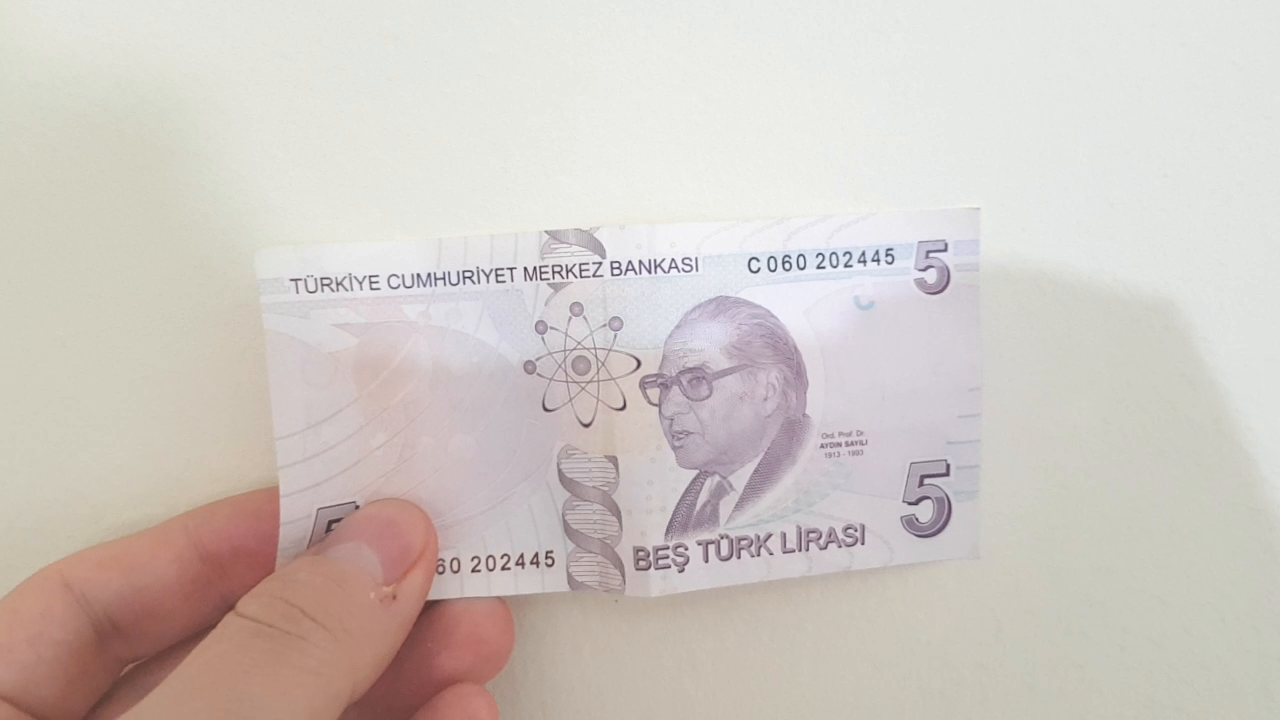 TÜRKİYE CUMHURİYET MERKEZ BANKASI
C060 202445
5
Ord. Prof. Dr.
AYDIN SAYILI
1913 - 1993
5
5
60 202445
BEŞ TÜRK LİRASI